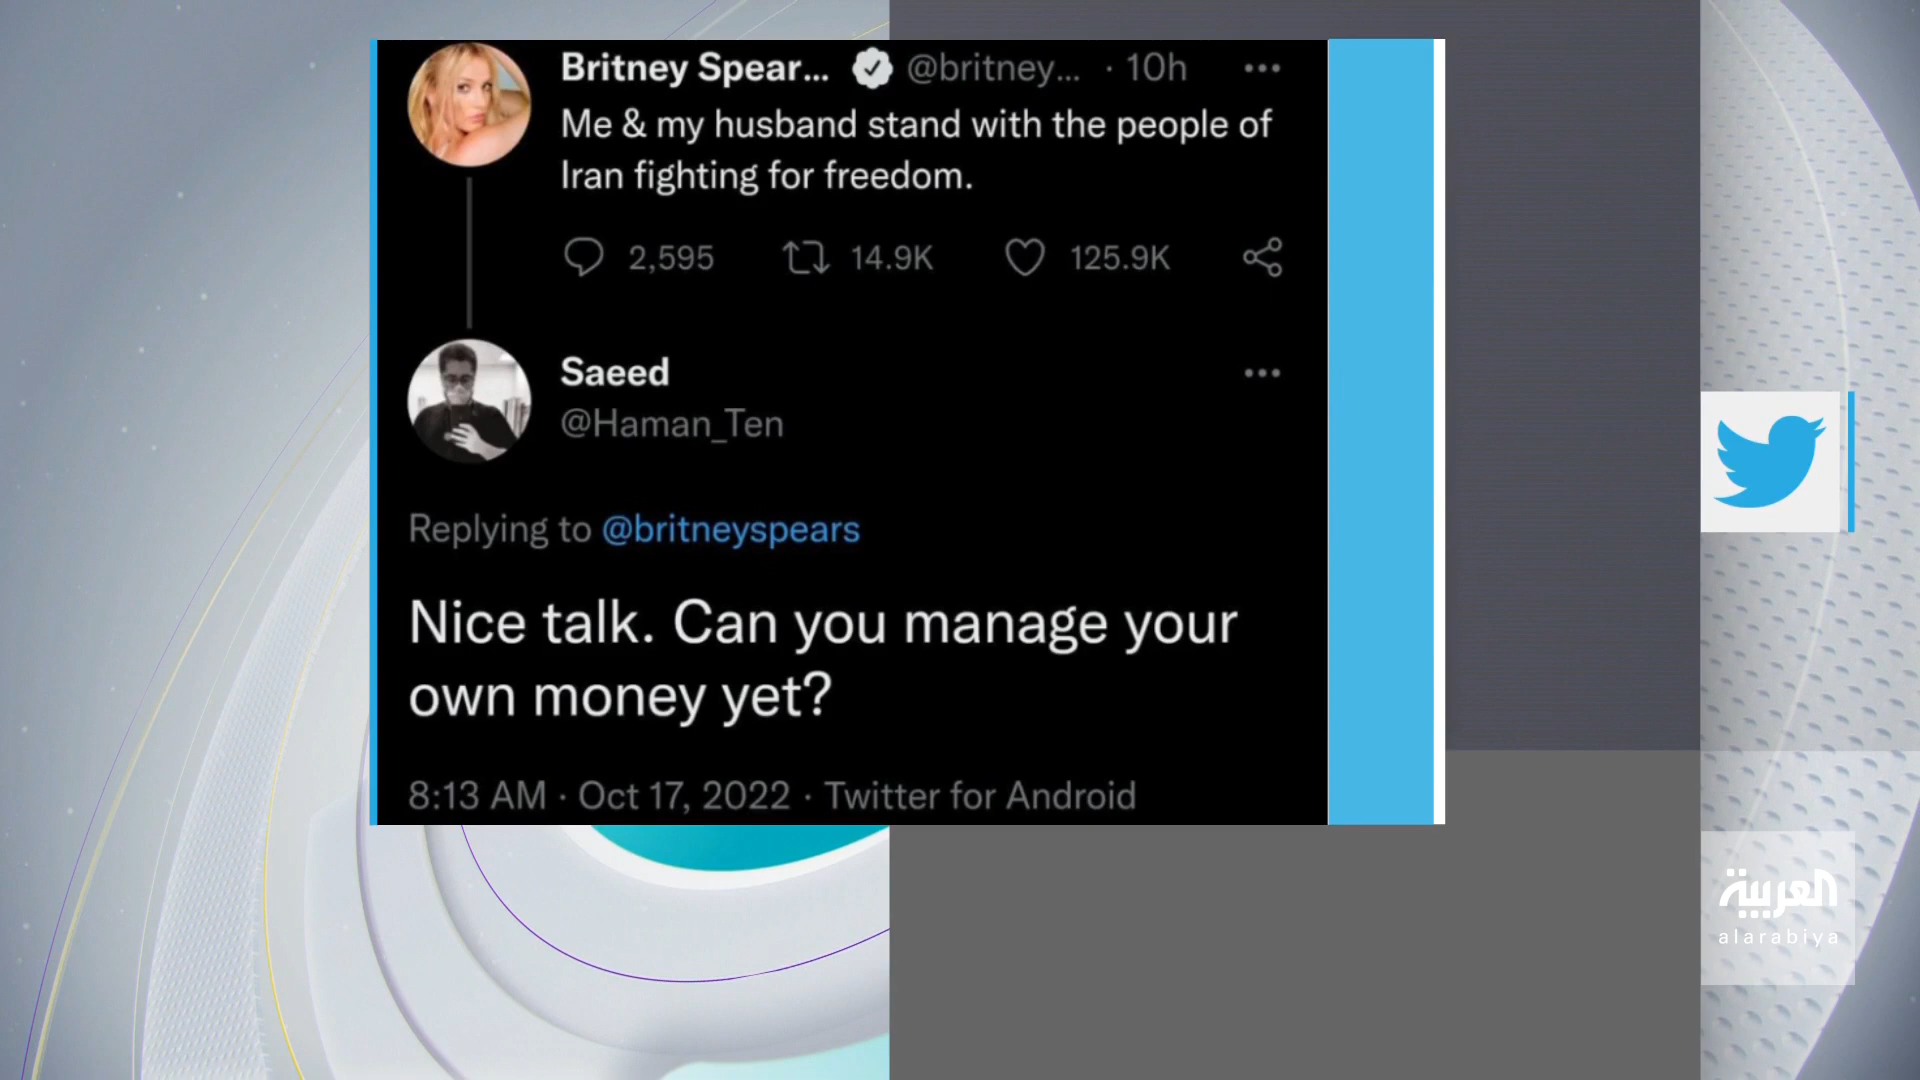 Britney Spear... @britney... · 10h
Me & my husband stand with the people of
Iran fighting for freedom.
2,595 14.9K 125.9K
Saeed
@Haman_Ten
Replying to @britneyspears
Nice talk. Can you manage your
own money yet?
8:13 AM · Oct 17, 2022 · Twitter for Android
العربية
alarabiya